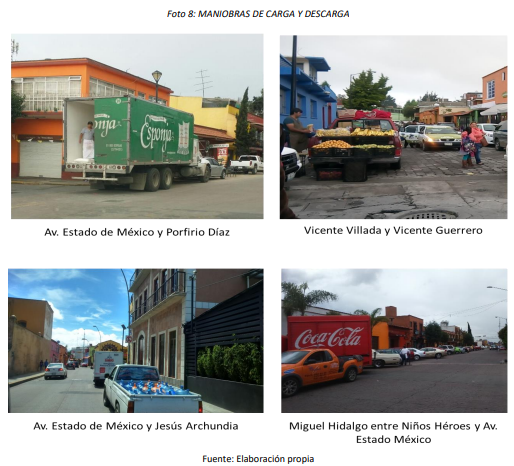 Foto 8: MANIOBRAS DE CARGA Y DESCARGA
Esponja
Av. Estado de México y Porfirio Díaz
Vicente Villada y Vicente Guerrero
Coca-Cola
Av. Estado de México y Jesús Archundia
Miguel Hidalgo entre Niños Héroes y Av.
Estado México
Fuente: Elaboración propia